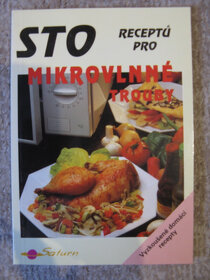 STO
RECEPTŮ
PRO
MIKROVLNNÉ
TROUBY
Vyzkoušené domácí
recepty
Saturn